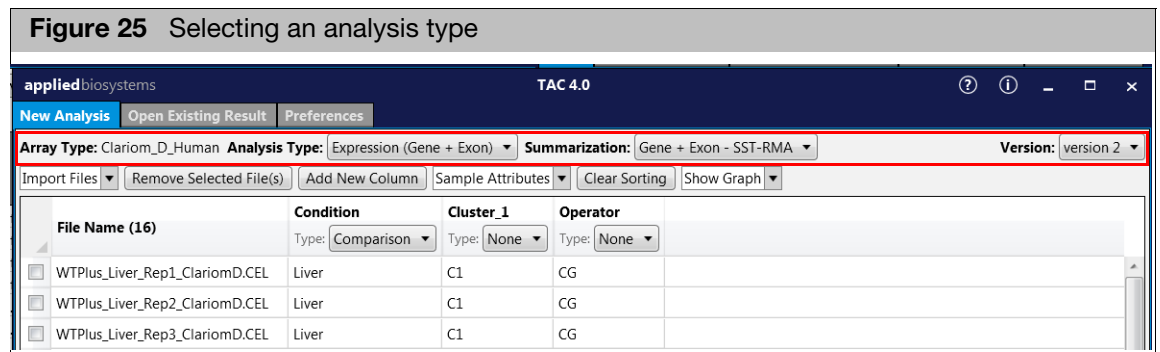 Figure 25 Selecting an analysis type
appliedbiosystems TAC 4.0
New Analysis Open Existing Result Preferences
Array Type: Clariom_D_Human Analysis Type: Expression (Gene + Exon) Summarization: Gene + Exon - SST-RMA Version: version 2
Import Files Remove Selected File(s) Add New Column Sample Attributes Clear Sorting Show Graph
File Name (16) Condition Cluster_1 Operator
Type: Comparison Type: None Type: None
WTPlus_Liver_Rep1_ClariomD.CEL Liver C1 CG
WTPlus_Liver_Rep2_ClariomD.CEL Liver C1 CG
WTPlus_Liver_Rep3_ClariomD.CEL Liver C1 CG